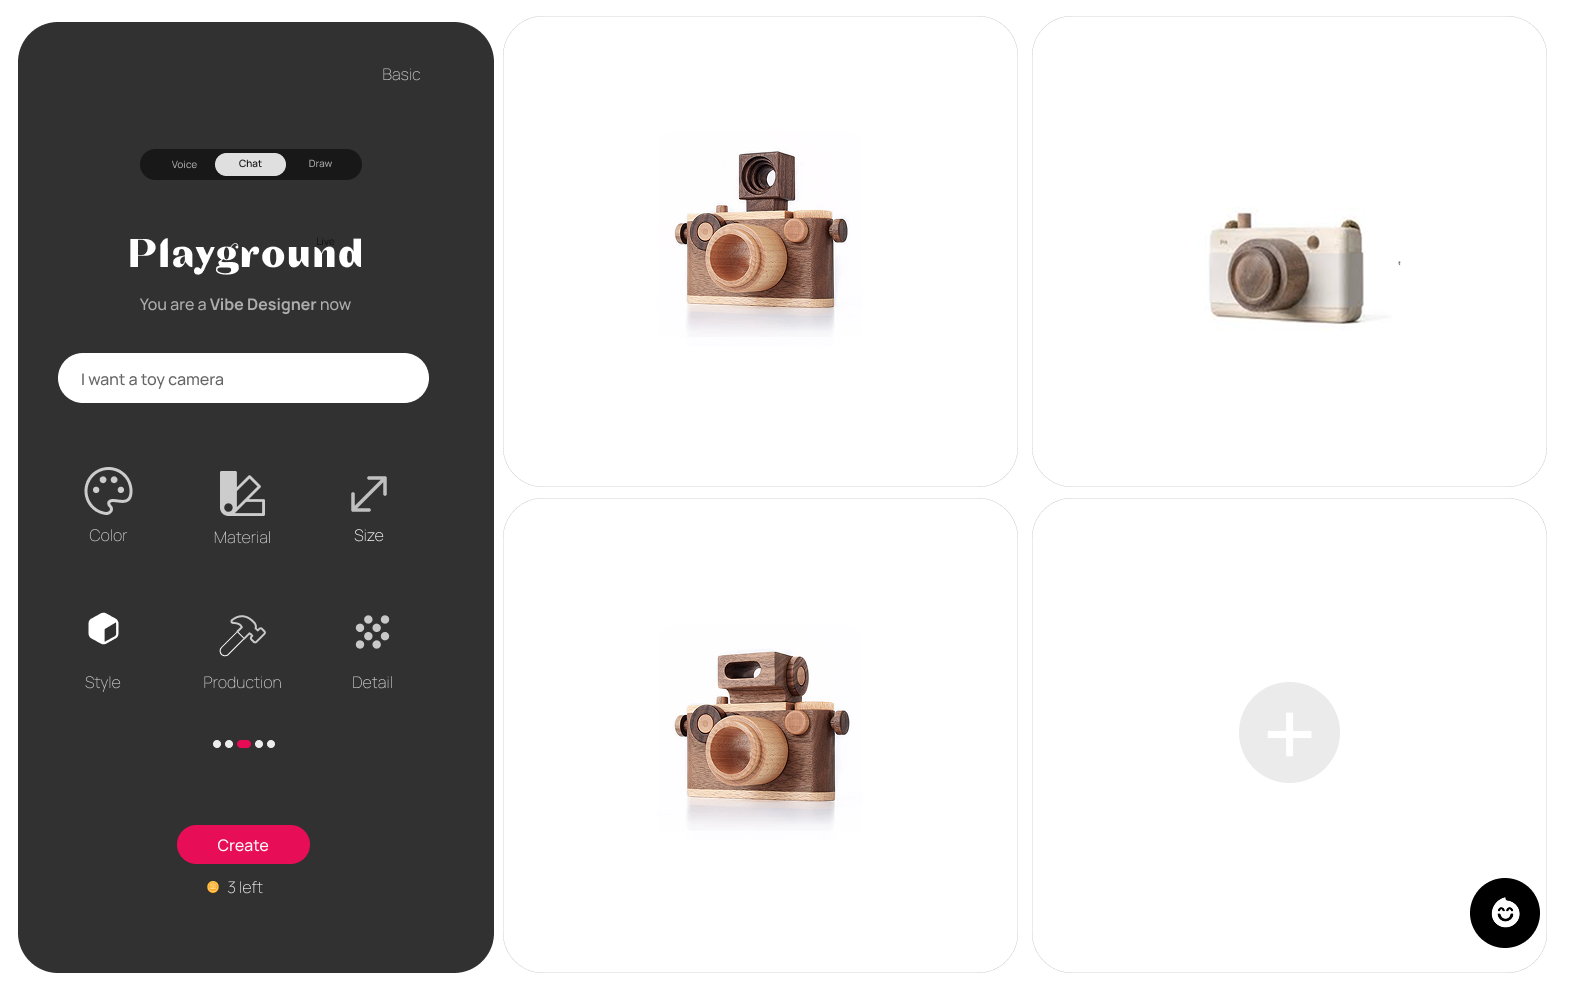 Basic
Voice Chat Draw
Live
Playground
You are a Vibe Designer now
I want a toy camera
Color Material Size
Style Production Detail
Create
3 left